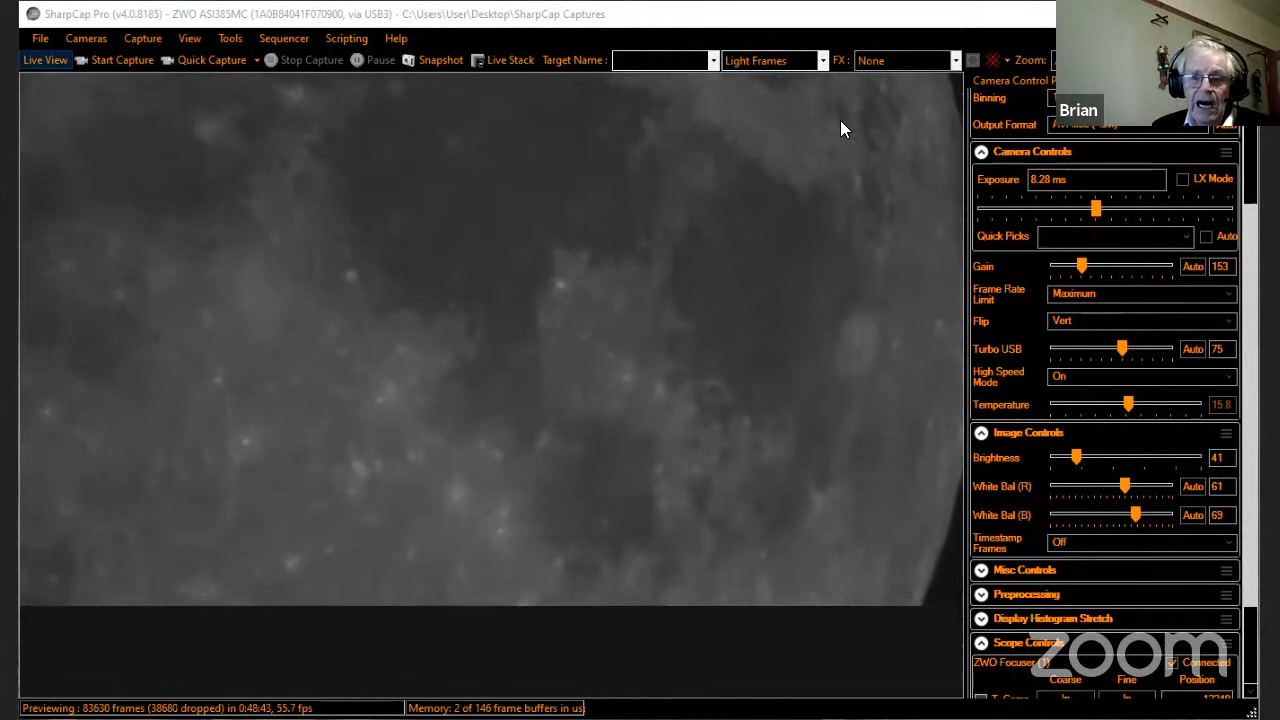 SharpCap Pro (v4.0.8185) - ZWO ASI385MC (1A0B84041F070900, via USB3) - C:\Users\User\Desktop\SharpCap Captures
File Cameras Capture View Tools Sequencer Scripting Help
Live View Start Capture Quick Capture Stop Capture Pause Snapshot Live Stack Target Name : Light Frames FX : None Zoom:
Camera Control
Brian
Binning
Output Format
Camera Controls
Exposure 8.28 ms LX Mode
Quick Picks Auto
Gain Auto 153
Frame Rate
Limit Maximum
Flip Vert
Turbo USB Auto 75
High Speed
Mode On
Temperature 15.8
Image Controls
Brightness 41
White Bal (R) Auto 61
White Bal (B) Auto 69
Timestamp
Frames Off
Misc Controls
Preprocessing
Display Histogram Stretch
Scope Controls
zoom
ZWO Focuser (1) Connected
Coarse Fine Position
Previewing : 83630 frames (38680 dropped) in 0:48:43, 55.7 fps Memory: 2 of 146 frame buffers in us